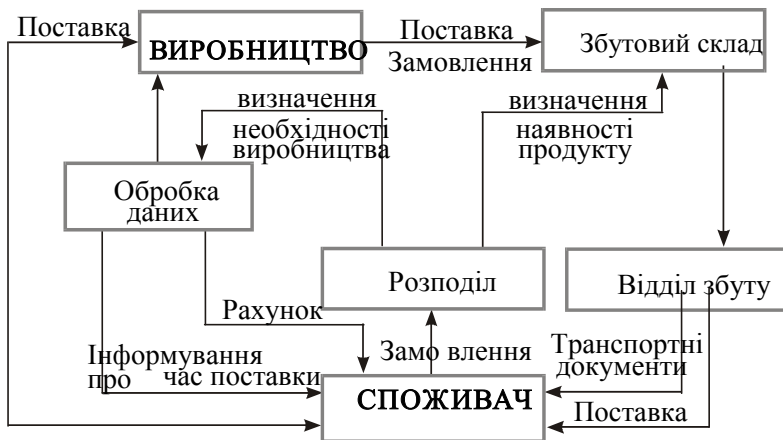 Поставка
ВИРОБНИЦТВО
Поставка
Замовлення
Збутовий склад
визначення
необхідності
виробництва
визначення
наявності
продукту
Обробка
даних
Розподіл
Відділ збуту
Рахунок
Інформування
про час поставки
Замо влення
Транспортні
документи
СПОЖИВАЧ
Поставка